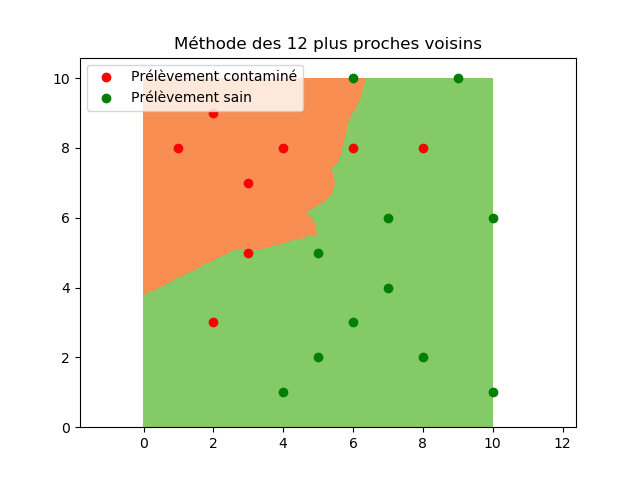 Méthode des 12 plus proches voisins
Prélèvement contaminé
Prélèvement sain
10
8
6
4
2
0
0 2 4 6 8 10 12